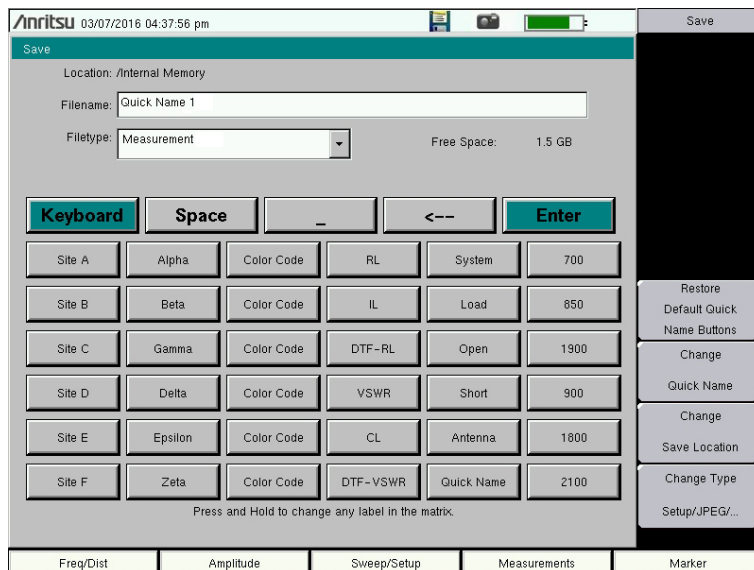 /Inritsu 03/07/2016 04:37:56 pm
Save
Save
Location: /Internal Memory
Filename: Quick Name 1
Filetype: Measurement
Free Space: 1.5 GB
Keyboard Space _ <-- Enter
Site A Alpha Color Code RL System 700
Site B Beta Color Code IL Load 850
Site C Gamma Color Code DTF-RL Open 1900
Site D Delta Color Code VSWR Short 900
Site E Epsilon Color Code CL Antenna 1800
Site F Zeta Color Code DTF-VSWR Quick Name 2100
Press and Hold to change any label in the matrix.
Restore
Default Quick
Name Buttons
Change
Quick Name
Change
Save Location
Change Type
Setup/JPEG/...
Freq/Dist Amplitude Sweep/Setup Measurements Marker